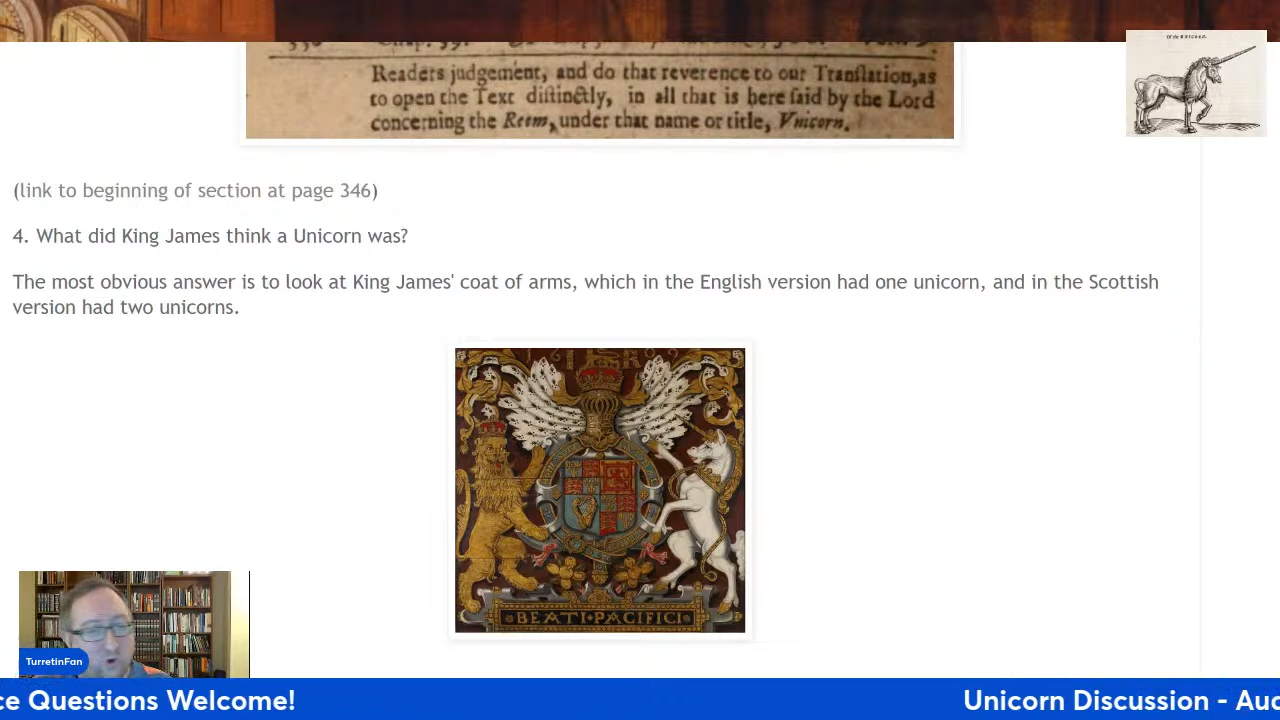 Of the UNICORN.
Readers judgement, and do that reverence to our Translation, as
to open the Text distinctly, in all that is here said by the Lord
concerning the Reem, under that name or title, Vnicorn.
(link to beginning of section at page 346)
4. What did King James think a Unicorn was?
The most obvious answer is to look at King James' coat of arms, which in the English version had one unicorn, and in the Scottish
version had two unicorns.
BEATI·PACIFICI
TurretinFan
ce Questions Welcome!
Unicorn Discussion - Aud